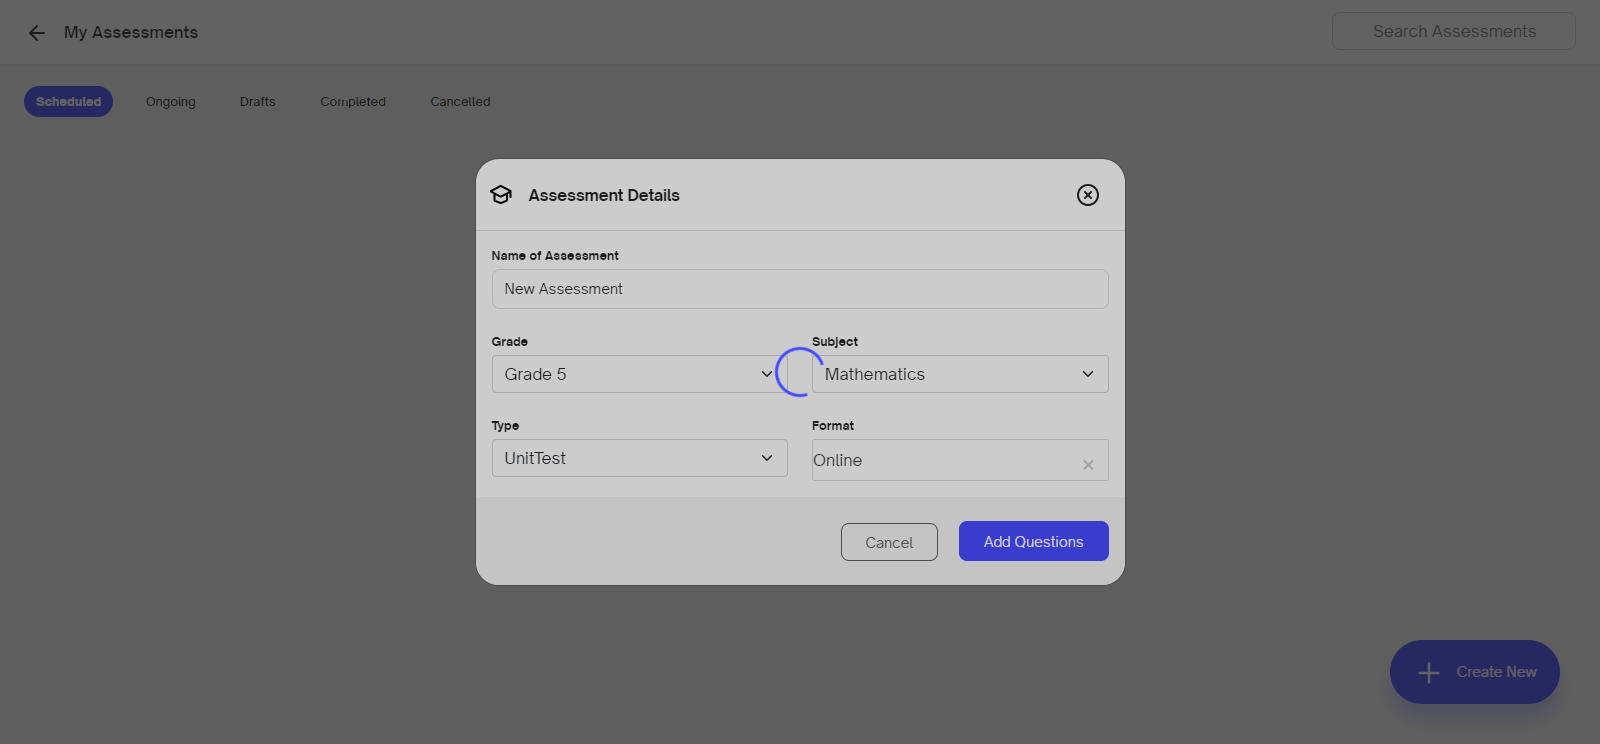 My Assessments
Search Assessments
Scheduled
Ongoing
Drafts
Completed
Cancelled
Assessment Details
Name of Assessment
New Assessment
Grade
Subject
Grade 5
Mathematics
Type
Format
UnitTest
Online
Cancel
Add Questions
Create New